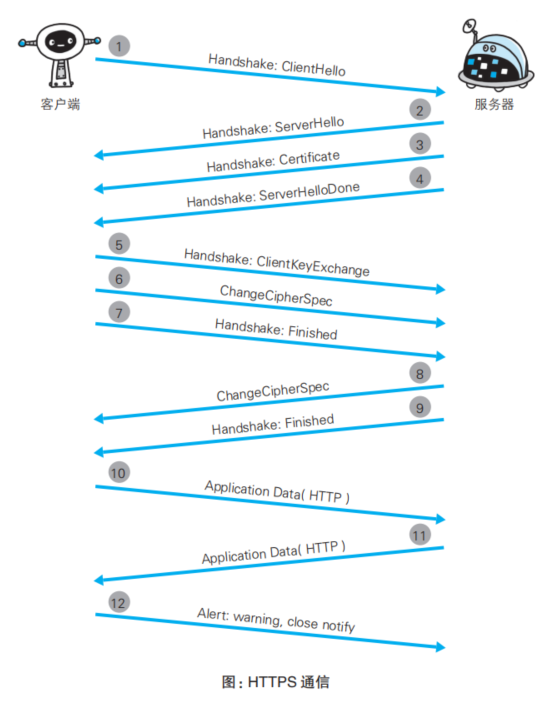 1
Handshake: ClientHello
客户端
服务器
2
Handshake: ServerHello
3
Handshake: Certificate
4
Handshake: ServerHelloDone
5
Handshake: ClientKeyExchange
6
ChangeCipherSpec
7
Handshake: Finished
8
ChangeCipherSpec
9
Handshake: Finished
10
Application Data( HTTP )
11
Application Data( HTTP )
12
Alert: warning, close notify
图：HTTPS 通信